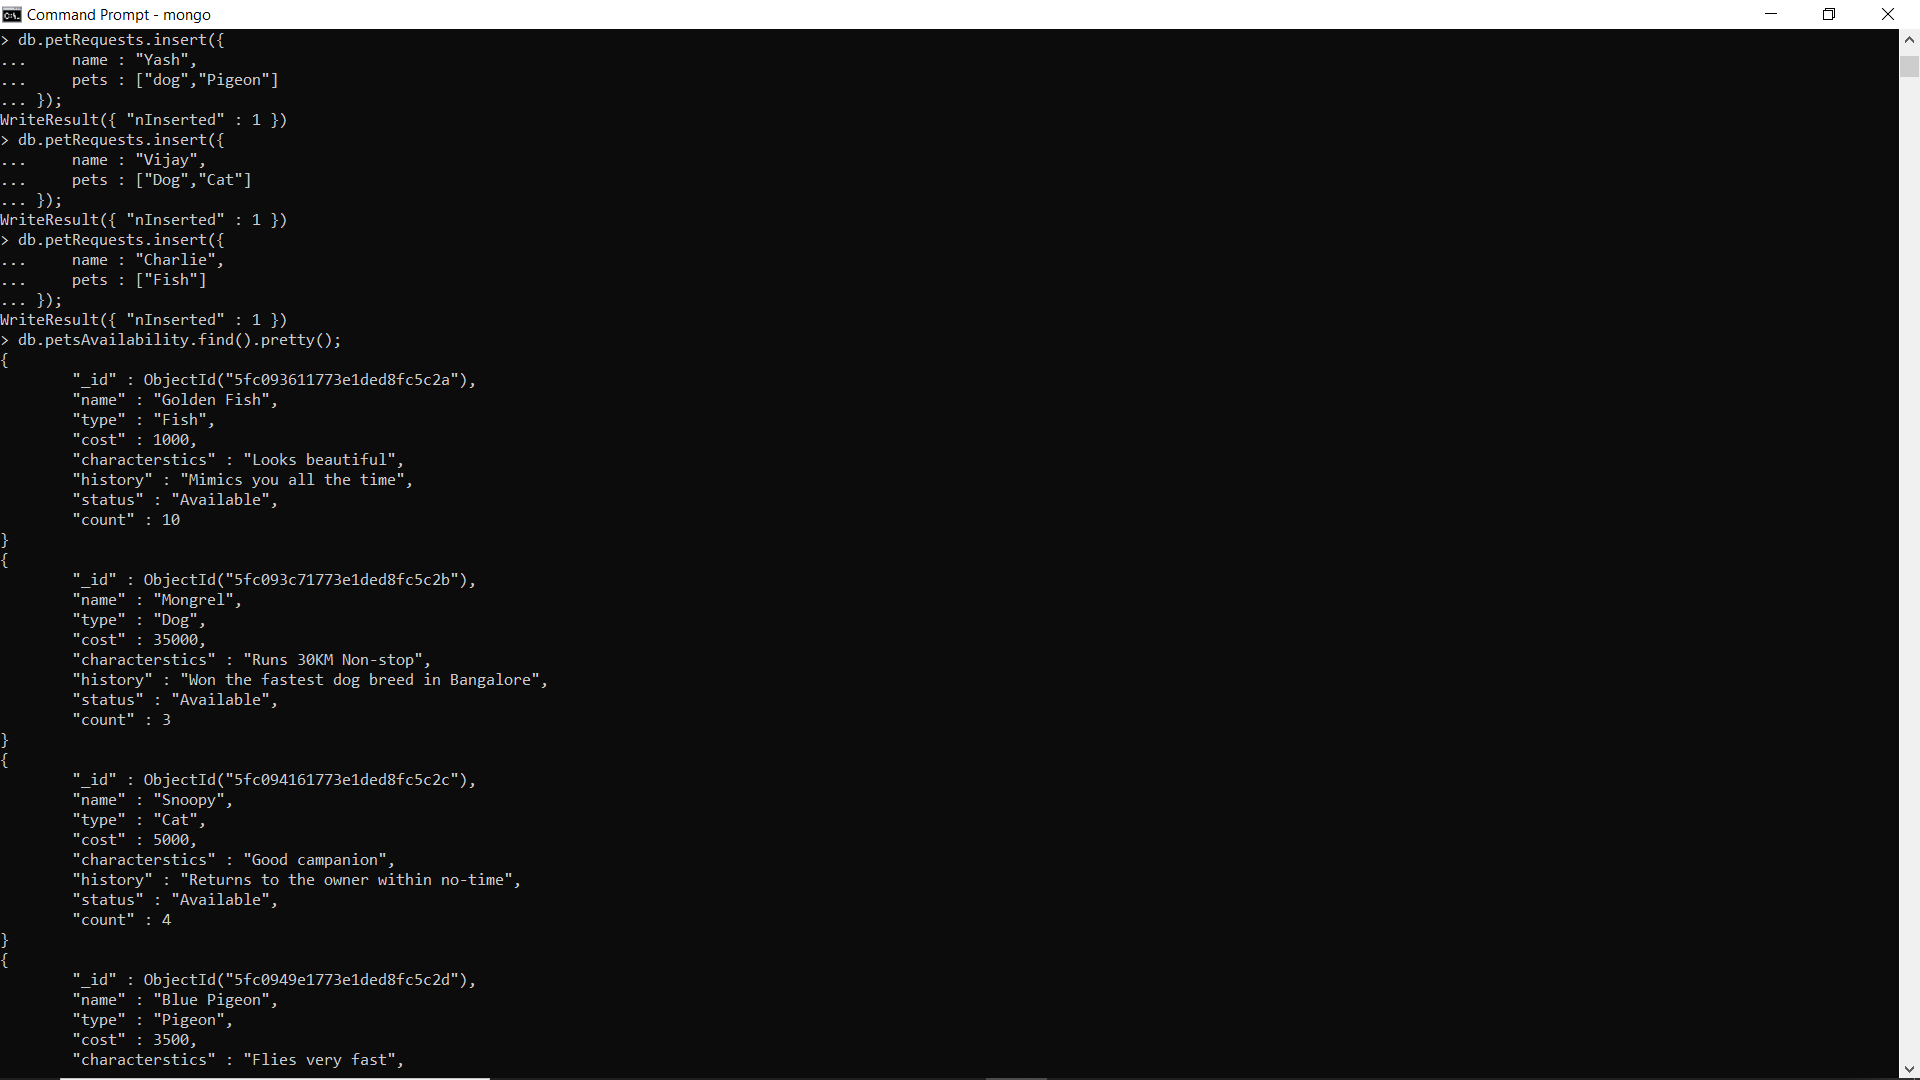 Command Prompt - mongo
> db.petRequests.insert({
...     name : "Yash",
...     pets : ["dog","Pigeon"]
... });
WriteResult({ "nInserted" : 1 })
> db.petRequests.insert({
...     name : "Vijay",
...     pets : ["Dog","Cat"]
... });
WriteResult({ "nInserted" : 1 })
> db.petRequests.insert({
...     name : "Charlie",
...     pets : ["Fish"]
... });
WriteResult({ "nInserted" : 1 })
> db.petsAvailability.find().pretty();
{
        "_id" : ObjectId("5fc093611773e1ded8fc5c2a"),
        "name" : "Golden Fish",
        "type" : "Fish",
        "cost" : 1000,
        "characterstics" : "Looks beautiful",
        "history" : "Mimics you all the time",
        "status" : "Available",
        "count" : 10
}
{
        "_id" : ObjectId("5fc093c71773e1ded8fc5c2b"),
        "name" : "Mongrel",
        "type" : "Dog",
        "cost" : 35000,
        "characterstics" : "Runs 30KM Non-stop",
        "history" : "Won the fastest dog breed in Bangalore",
        "status" : "Available",
        "count" : 3
}
{
        "_id" : ObjectId("5fc094161773e1ded8fc5c2c"),
        "name" : "Snoopy",
        "type" : "Cat",
        "cost" : 5000,
        "characterstics" : "Good campanion",
        "history" : "Returns to the owner within no-time",
        "status" : "Available",
        "count" : 4
}
{
        "_id" : ObjectId("5fc0949e1773e1ded8fc5c2d"),
        "name" : "Blue Pigeon",
        "type" : "Pigeon",
        "cost" : 3500,
        "characterstics" : "Flies very fast",